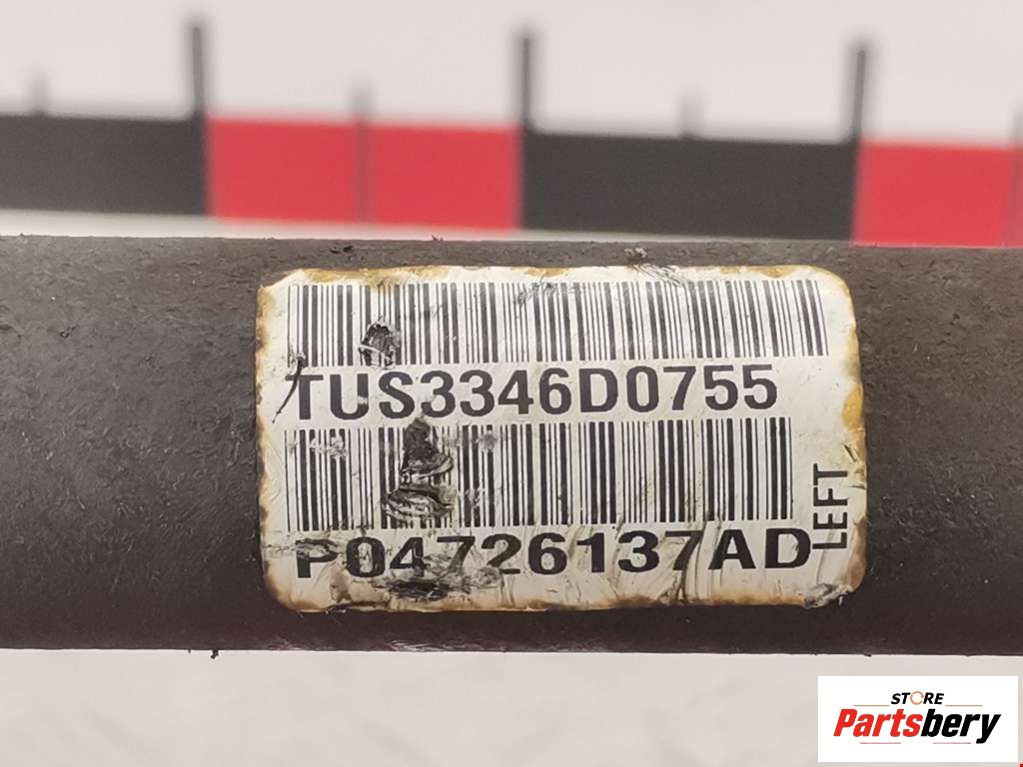 TUS3346D0755
P04726137AD
LEFT
STORE
Partsbery